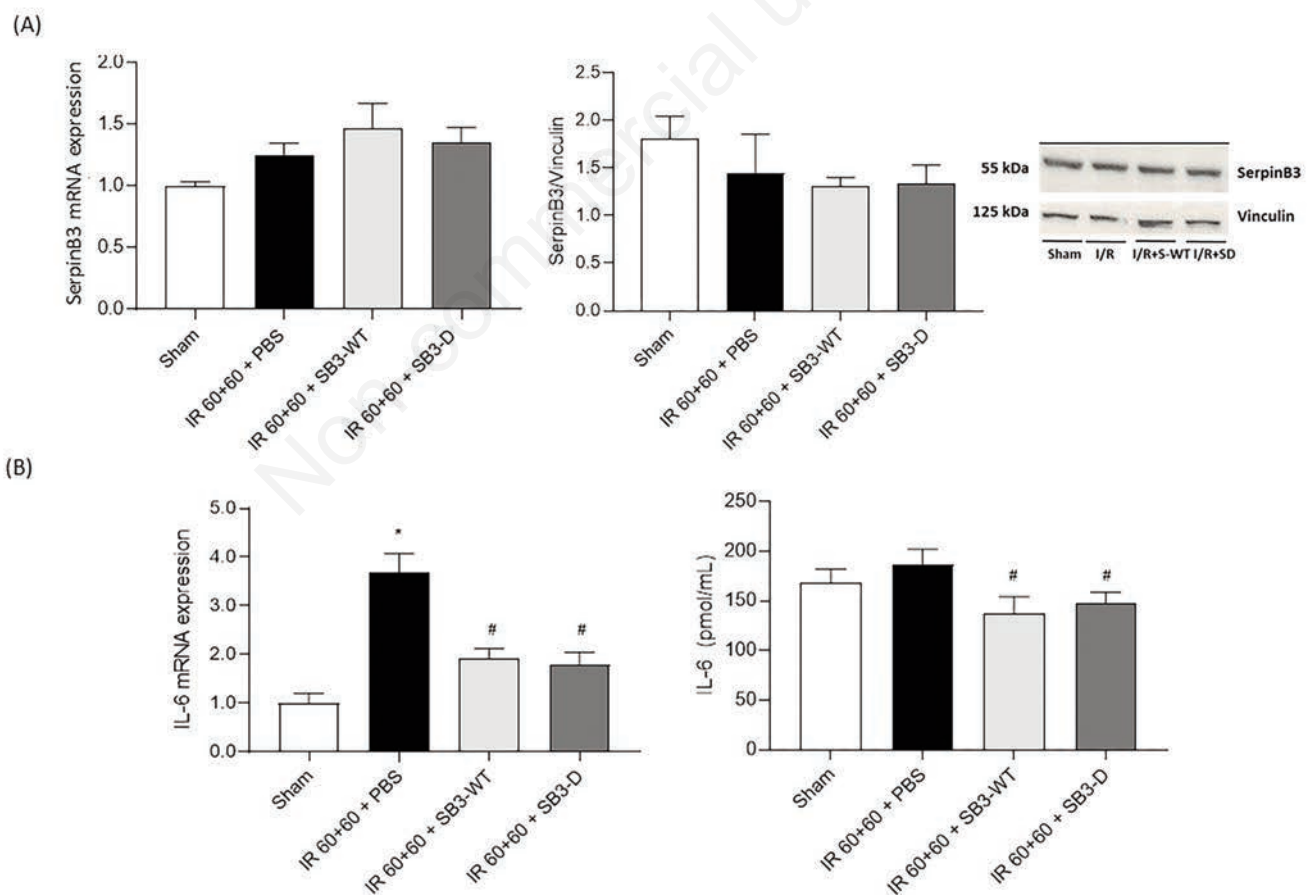 (A)
SerpinB3 mRNA expression
2.0
1.5
1.0
0.5
0.0
Sham
IR 60+60 + PBS
IR 60+60 + SB3-WT
IR 60+60 + SB3-D
SerpinB3/Vinculin
2.5
2.0
1.5
1.0
0.5
0.0
Sham
IR 60+60 + PBS
IR 60+60 + SB3-WT
IR 60+60 + SB3-D
55 kDa
SerpinB3
125 kDa
Vinculin
Sham I/R I/R+S-WT I/R+SD
(B)
IL-6 mRNA expression
5.0
4.0
3.0
2.0
1.0
0.0
*
#
#
Sham
IR 60+60 + PBS
IR 60+60 + SB3-WT
IR 60+60 + SB3-D
IL-6 (pmol/mL)
250
200
150
100
50
0
#
#
Sham
IR 60+60 + PBS
IR 60+60 + SB3-WT
IR 60+60 + SB3-D
Non-commercial